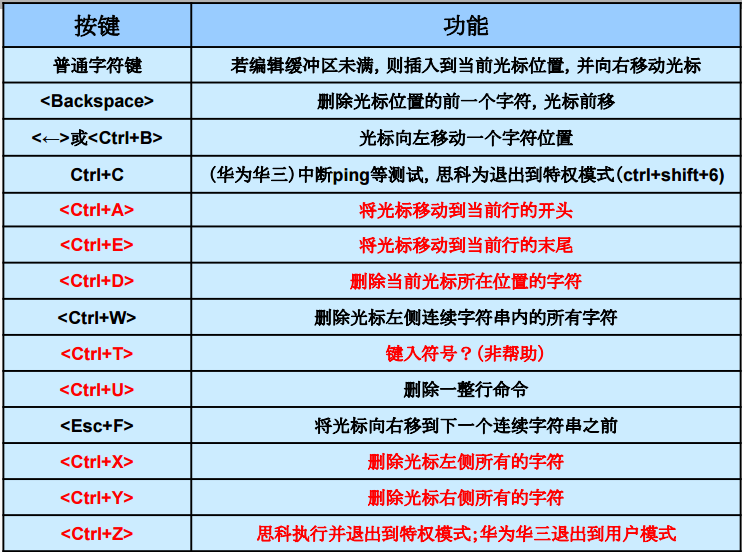 按键 功能
普通字符键 若编辑缓冲区未满，则插入到当前光标位置，并向右移动光标
<Backspace> 删除光标位置的前一个字符，光标前移
<←>或<Ctrl+B> 光标向左移动一个字符位置
Ctrl+C （华为华三）中断ping等测试，思科为退出到特权模式（ctrl+shift+6)
<Ctrl+A> 将光标移动到当前行的开头
<Ctrl+E> 将光标移动到当前行的末尾
<Ctrl+D> 删除当前光标所在位置的字符
<Ctrl+W> 删除光标左侧连续字符串内的所有字符
<Ctrl+T> 键入符号？(非帮助)
<Ctrl+U> 删除一整行命令
<Esc+F> 将光标向右移到下一个连续字符串之前
<Ctrl+X> 删除光标左侧所有的字符
<Ctrl+Y> 删除光标右侧所有的字符
<Ctrl+Z> 思科执行并退出到特权模式;华为华三退出到用户模式